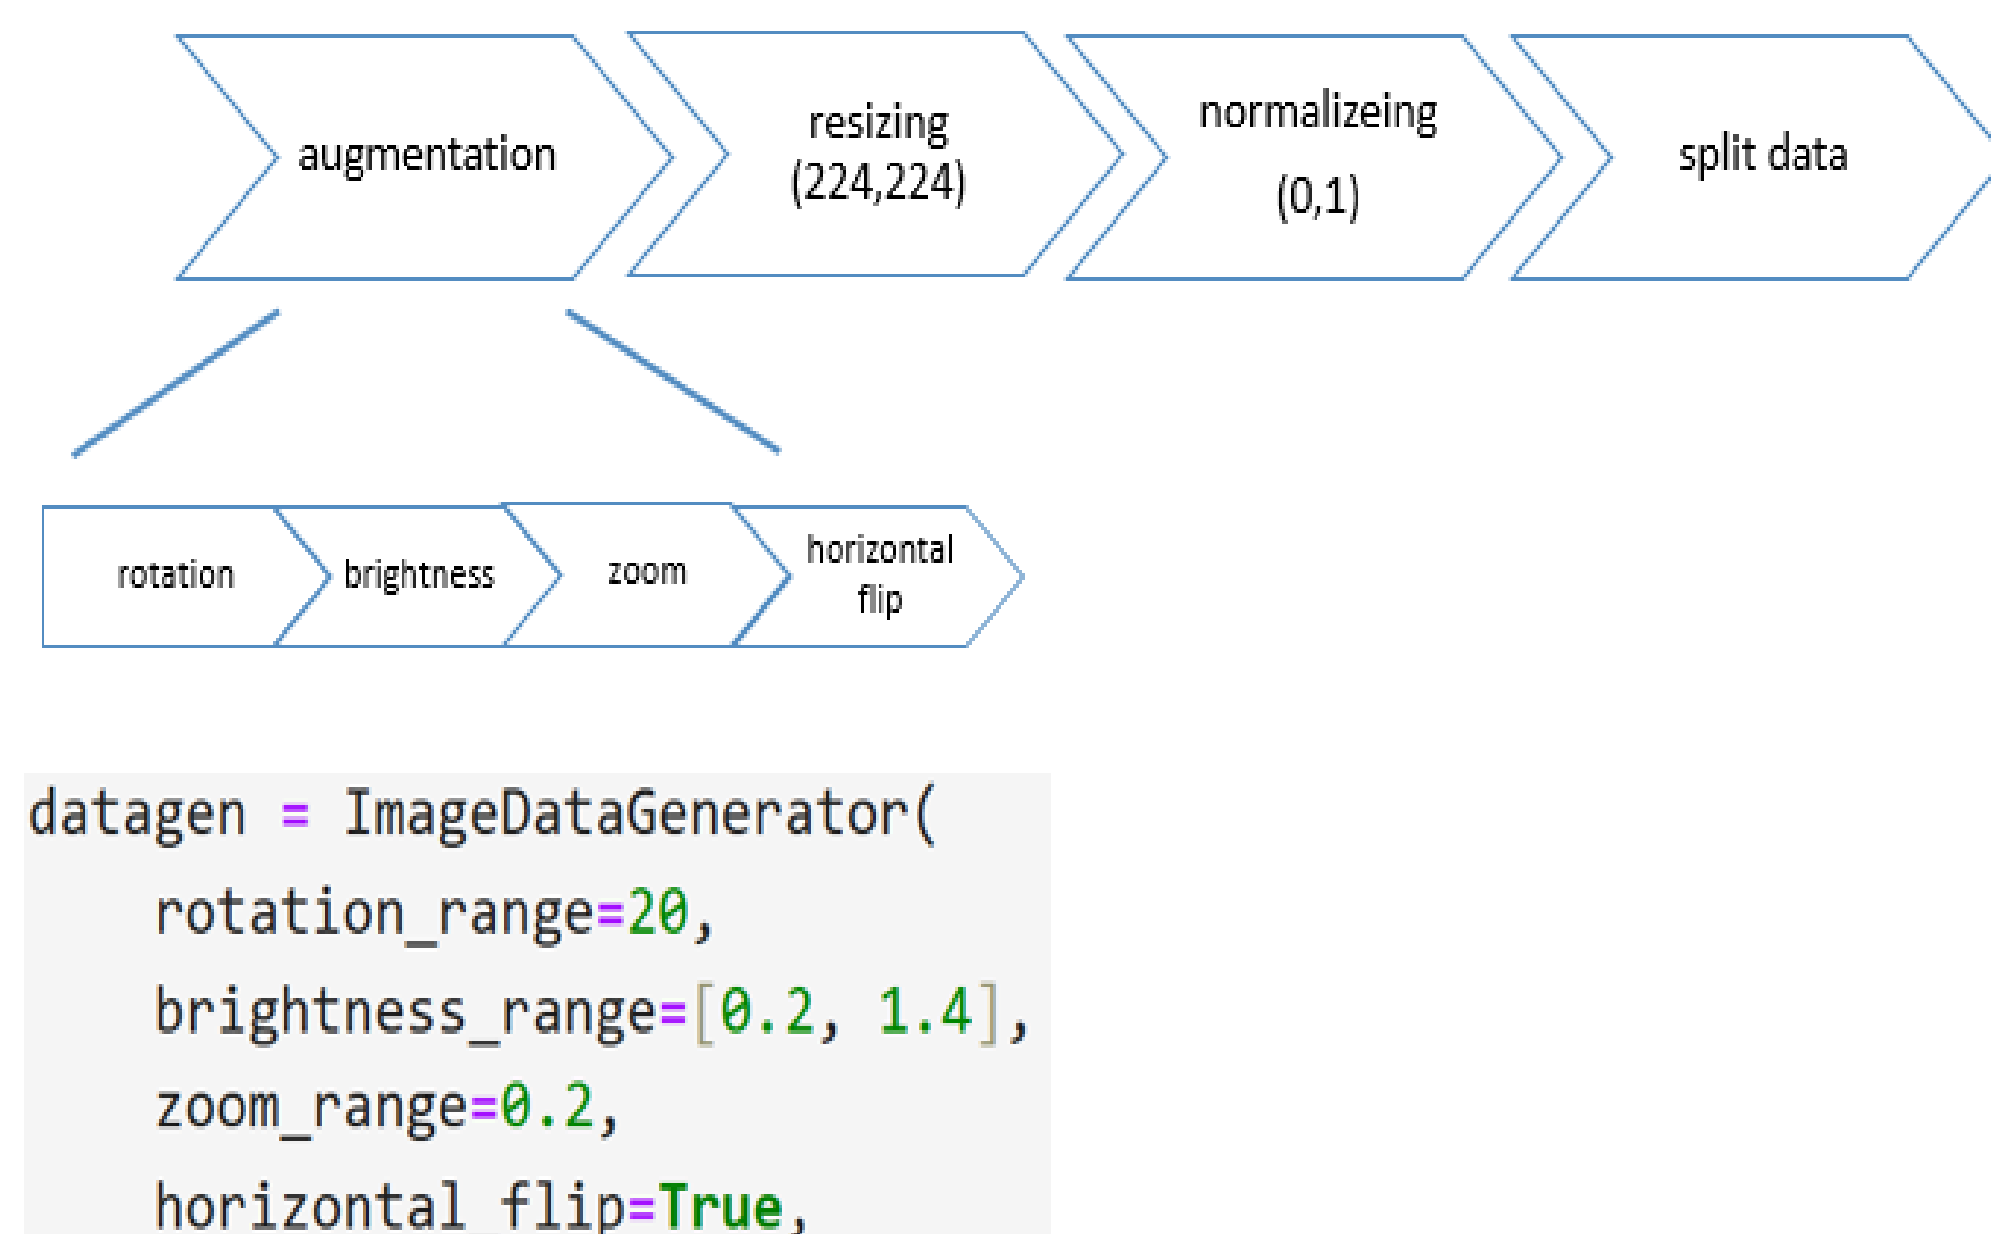 augmentation
resizing
(224,224)
normalizeing
(0,1)
split data
rotation
brightness
zoom
horizontal
flip
datagen = ImageDataGenerator(
    rotation_range=20,
    brightness_range=[0.2, 1.4],
    zoom_range=0.2,
    horizontal_flip=True,